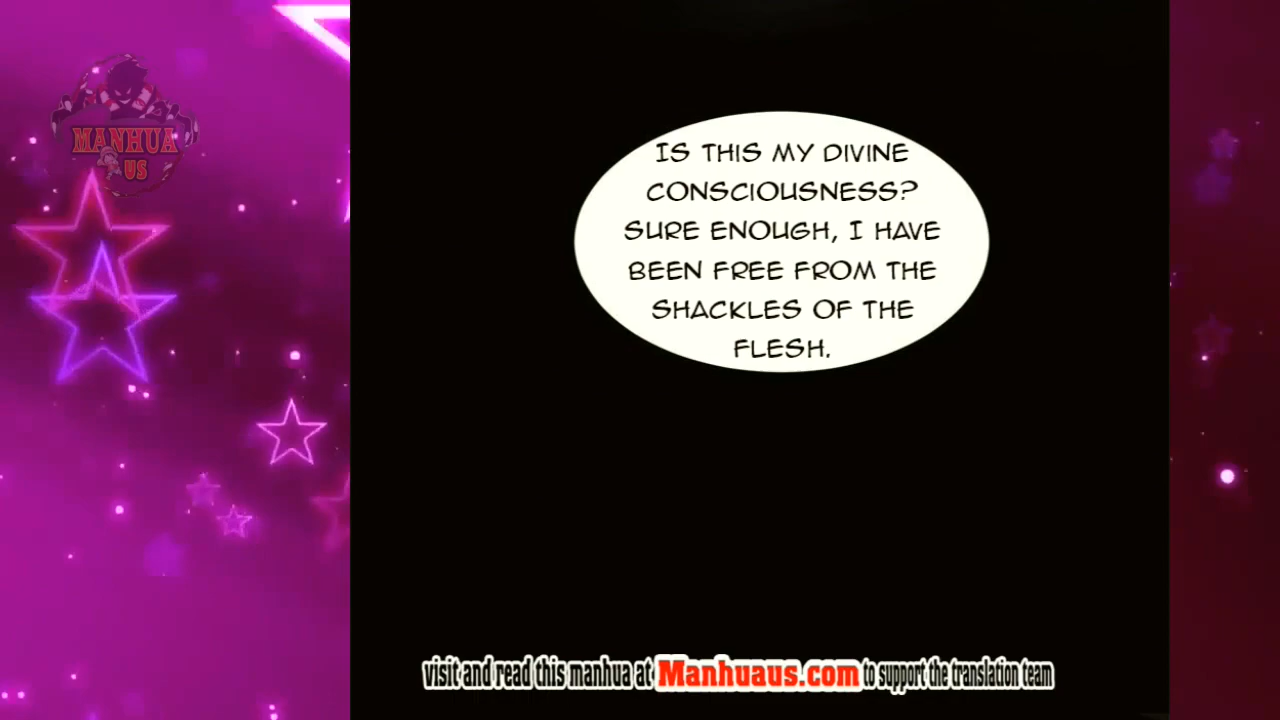 MANHUA
US
IS THIS MY DIVINE
CONSCIOUSNESS?
SURE ENOUGH, I HAVE
BEEN FREE FROM THE
SHACKLES OF THE
FLESH.
visit and read this manhua at Manhuaus.com to support the translation team